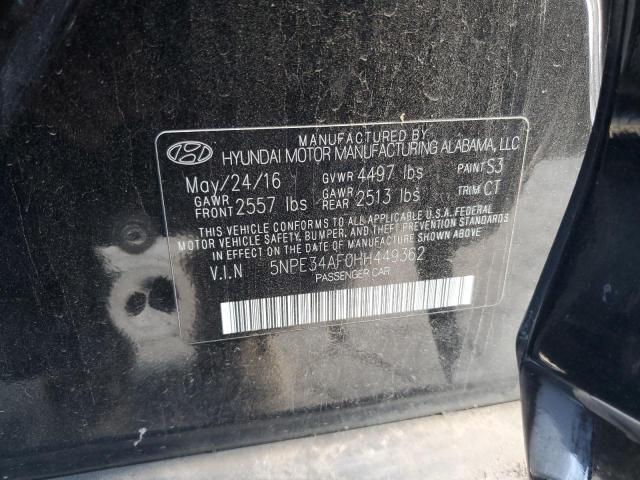 MANUFACTURED BY
HYUNDAI MOTOR MANUFACTURING ALABAMA, LLC
May/24/16 GVWR 4497 lbs PAINT S3
GAWR FRONT 2557 lbs GAWR REAR 2513 lbs TRIM CT
THIS VEHICLE CONFORMS TO ALL APPLICABLE U.S.A. FEDERAL
MOTOR VEHICLE SAFETY, BUMPER, AND THEFT PREVENTION STANDARDS
IN EFFECT ON THE DATE OF MANUFACTURE SHOWN ABOVE.
V.I.N 5NPE34AF0HH449362
PASSENGER CAR